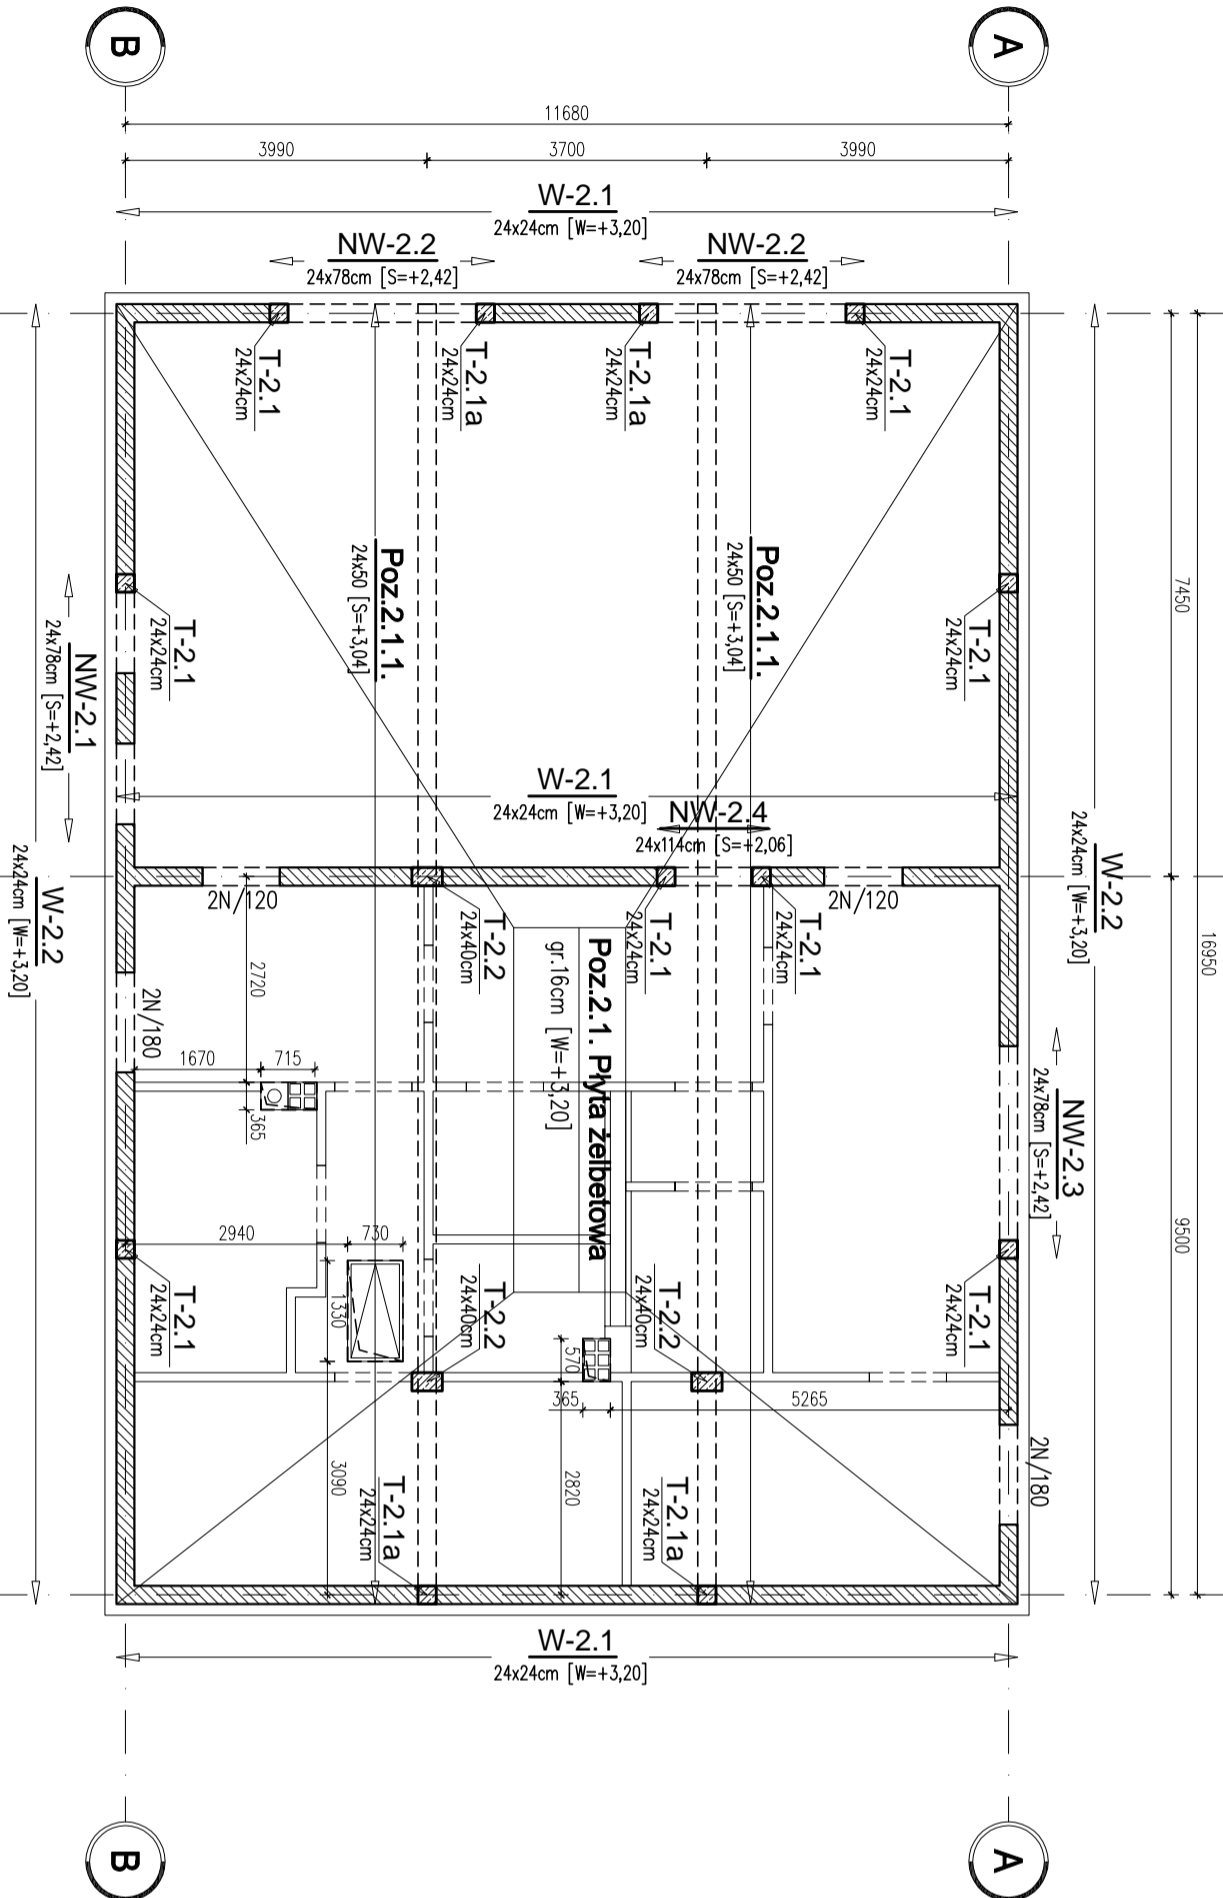 B
A
11680
3990
3700
3990
W-2.1
24x24cm [W=+3,20]
NW-2.2
24x78cm [S=+2,42]
NW-2.2
24x78cm [S=+2,42]
T-2.1
24x24cm
T-2.1a
24x24cm
T-2.1a
24x24cm
T-2.1
24x24cm
Poz.2.1.1.
24x50 [S=+3,04]
Poz.2.1.1.
24x50 [S=+3,04]
7450
T-2.1
24x24cm
T-2.1
24x24cm
NW-2.1
24x78cm [S=+2,42]
W-2.1
24x24cm [W=+3,20]
NW-2.4
24x114cm [S=+2,06]
W-2.2
24x24cm [W=+3,20]
W-2.2
24x24cm [W=+3,20]
16950
2N/120
2N/120
T-2.2
24x40cm
T-2.1
24x24cm
T-2.1
24x24cm
Poz.2.1. Płyta żelbetowa
gr.16cm [W=+3,20]
2720
2N/180
1670
715
365
NW-2.3
24x78cm [S=+2,42]
9500
2940
730
1330
T-2.1
24x24cm
T-2.2
24x40cm
T-2.2
24x40cm
T-2.1
24x24cm
570
365
5265
3090
2820
2N/180
T-2.1a
24x24cm
T-2.1a
24x24cm
W-2.1
24x24cm [W=+3,20]
B
A